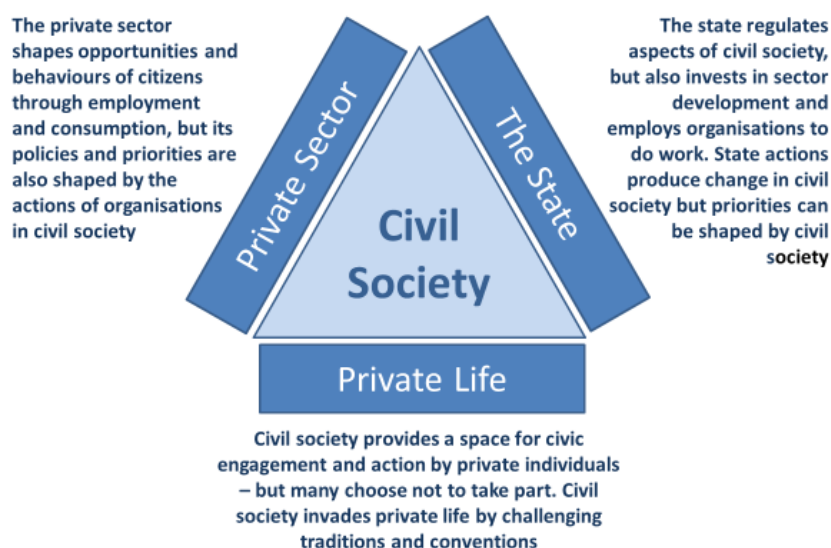 The private sector
shapes opportunities and
behaviours of citizens
through employment
and consumption, but its
policies and priorities are
also shaped by the
actions of organisations
in civil society
The state regulates
aspects of civil society,
but also invests in sector
development and
employs organisations to
do work. State actions
produce change in civil
society but priorities can
be shaped by civil
society
Private Sector
The State
Civil
Society
Private Life
Civil society provides a space for civic
engagement and action by private individuals
– but many choose not to take part. Civil
society invades private life by challenging
traditions and conventions